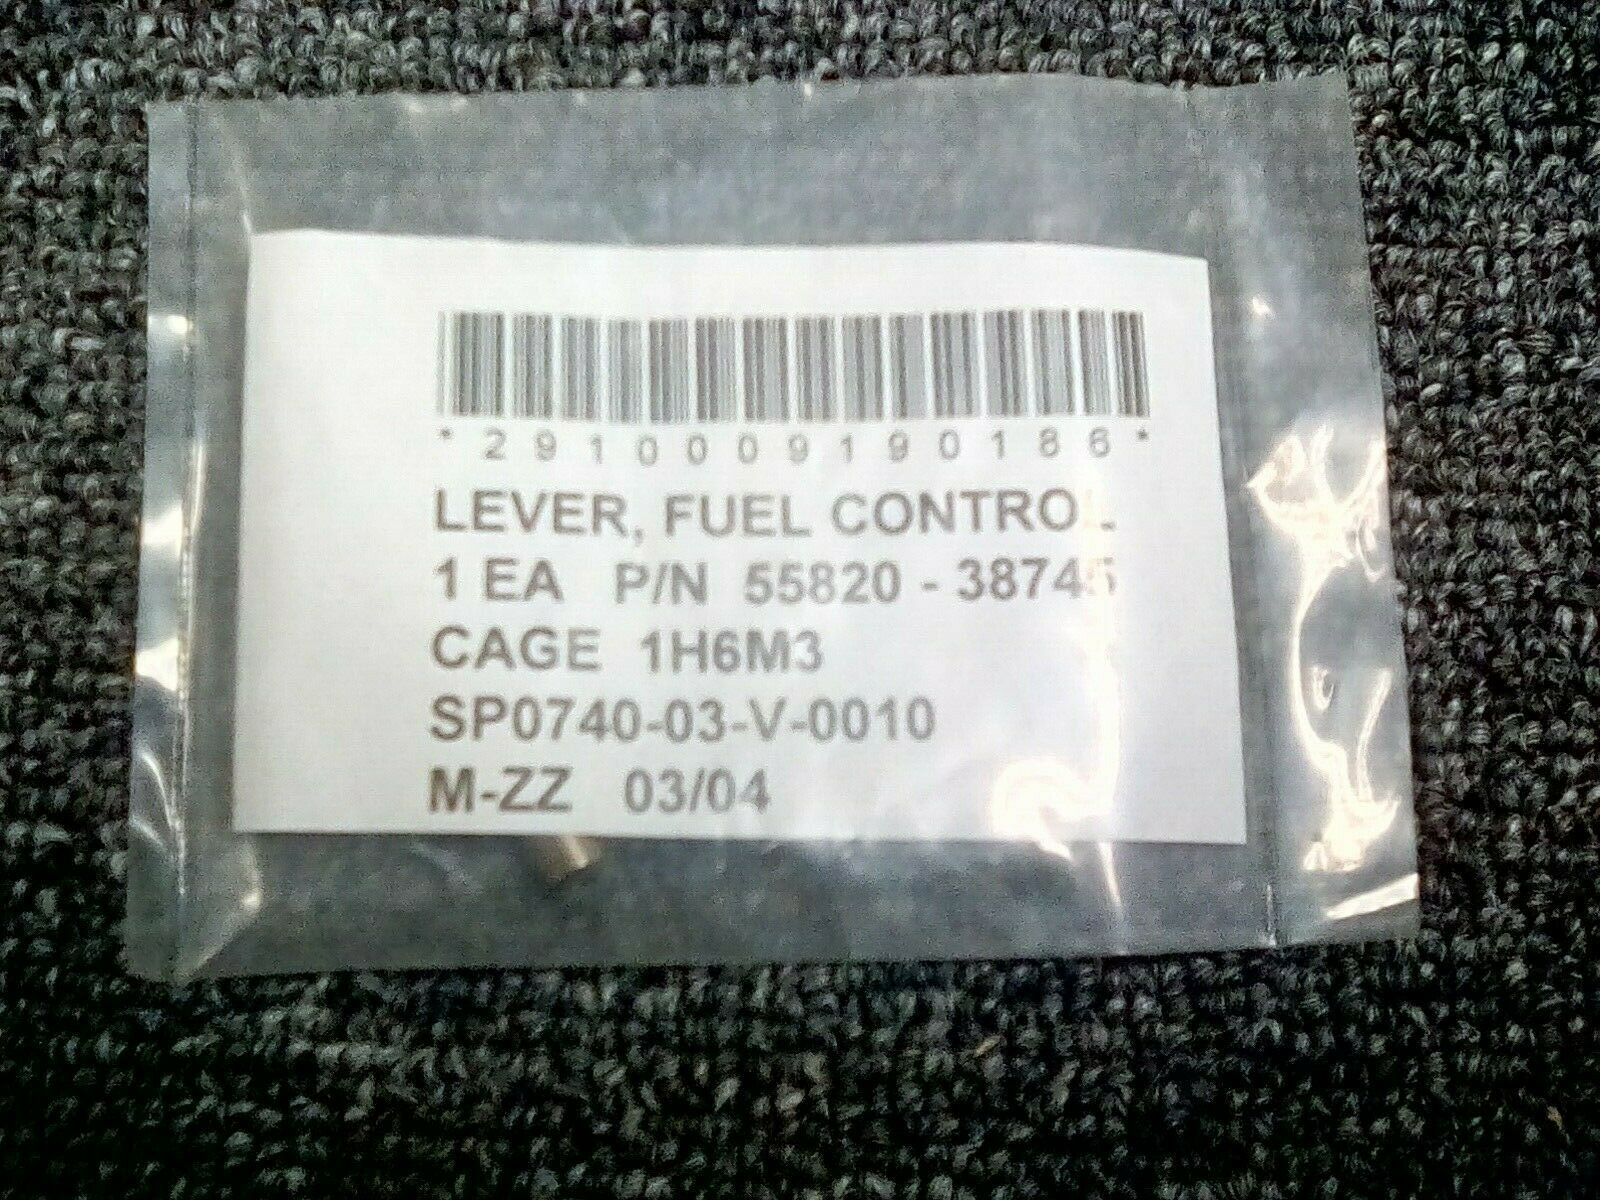 *2910009190186*
LEVER, FUEL CONTROL
1 EA P/N 55820 - 38745
CAGE 1H6M3
SP0740-03-V-0010
M-ZZ 03/04